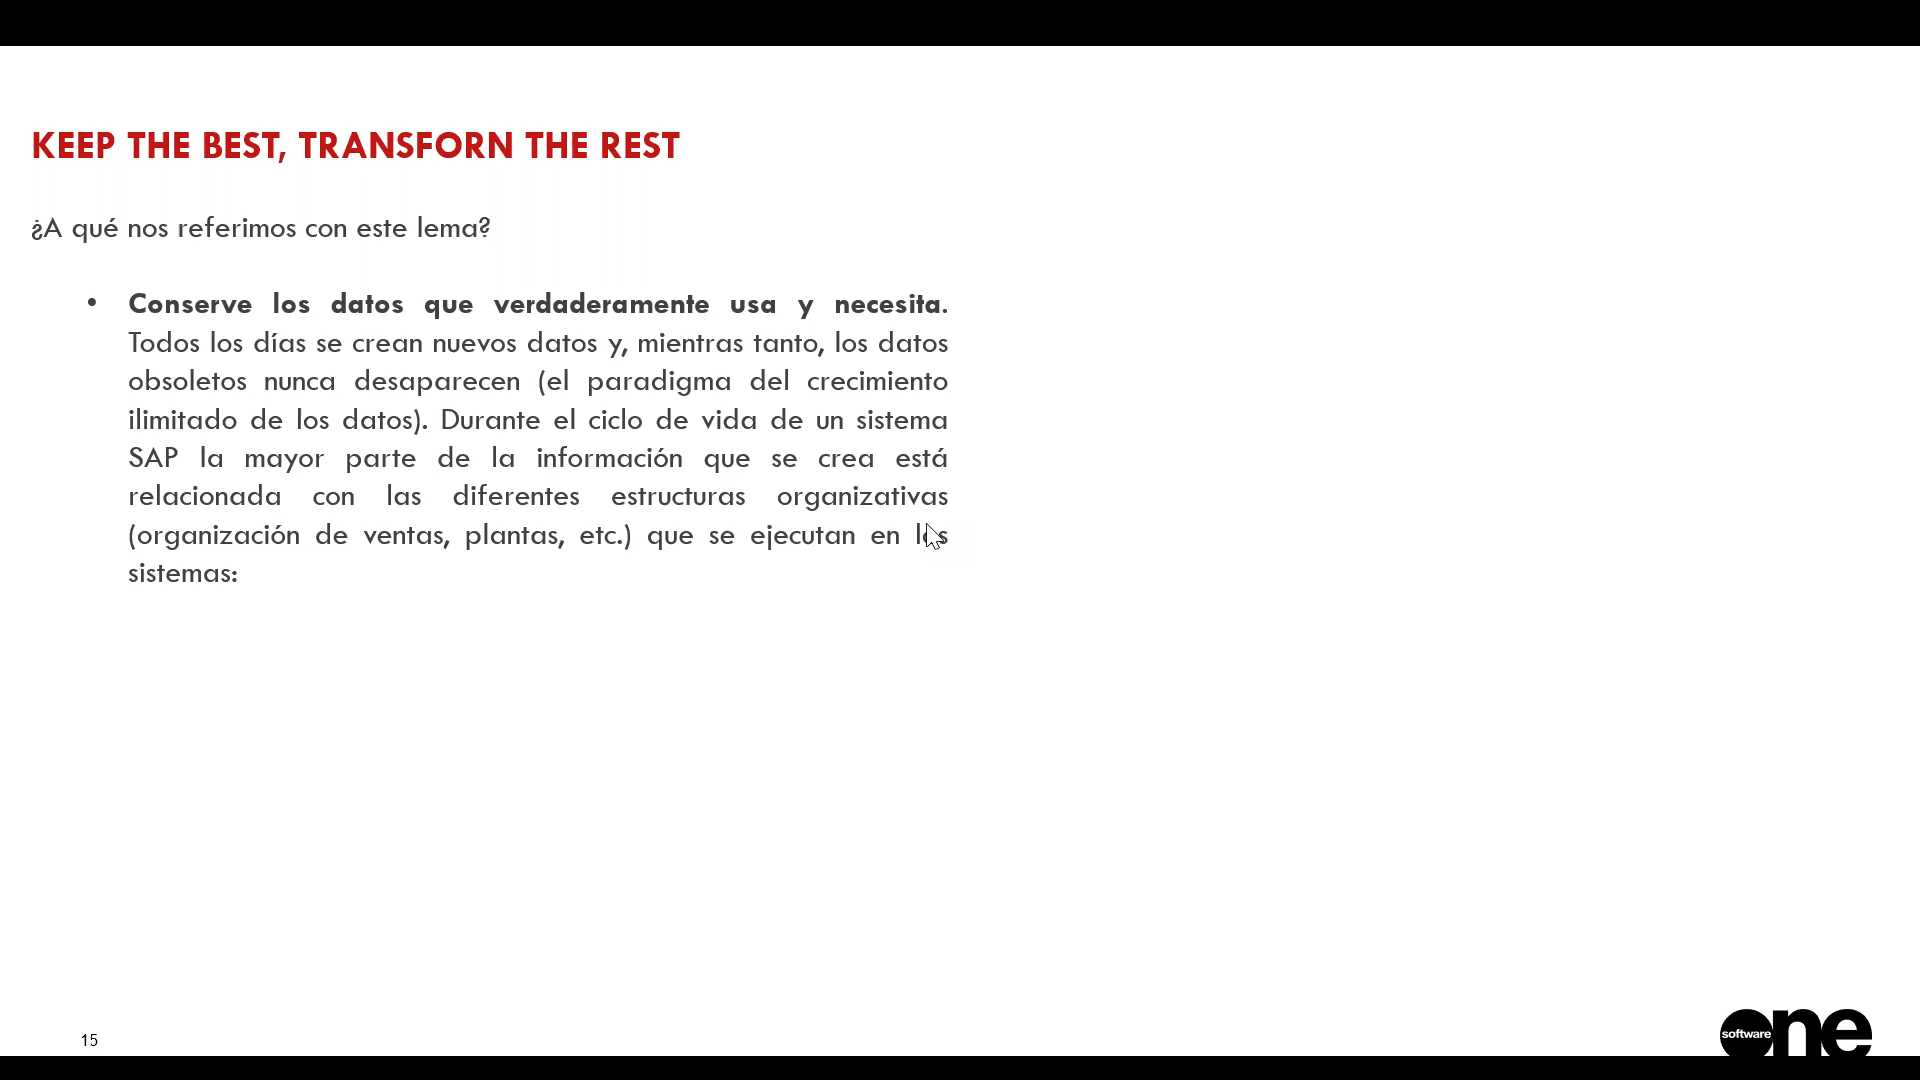 KEEP THE BEST, TRANSFORN THE REST
¿A qué nos referimos con este lema?
• Conserve los datos que verdaderamente usa y necesita.
Todos los días se crean nuevos datos y, mientras tanto, los datos
obsoletos nunca desaparecen (el paradigma del crecimiento
ilimitado de los datos). Durante el ciclo de vida de un sistema
SAP la mayor parte de la información que se crea está
relacionada con las diferentes estructuras organizativas
(organización de ventas, plantas, etc.) que se ejecutan en los
sistemas:
15
software one